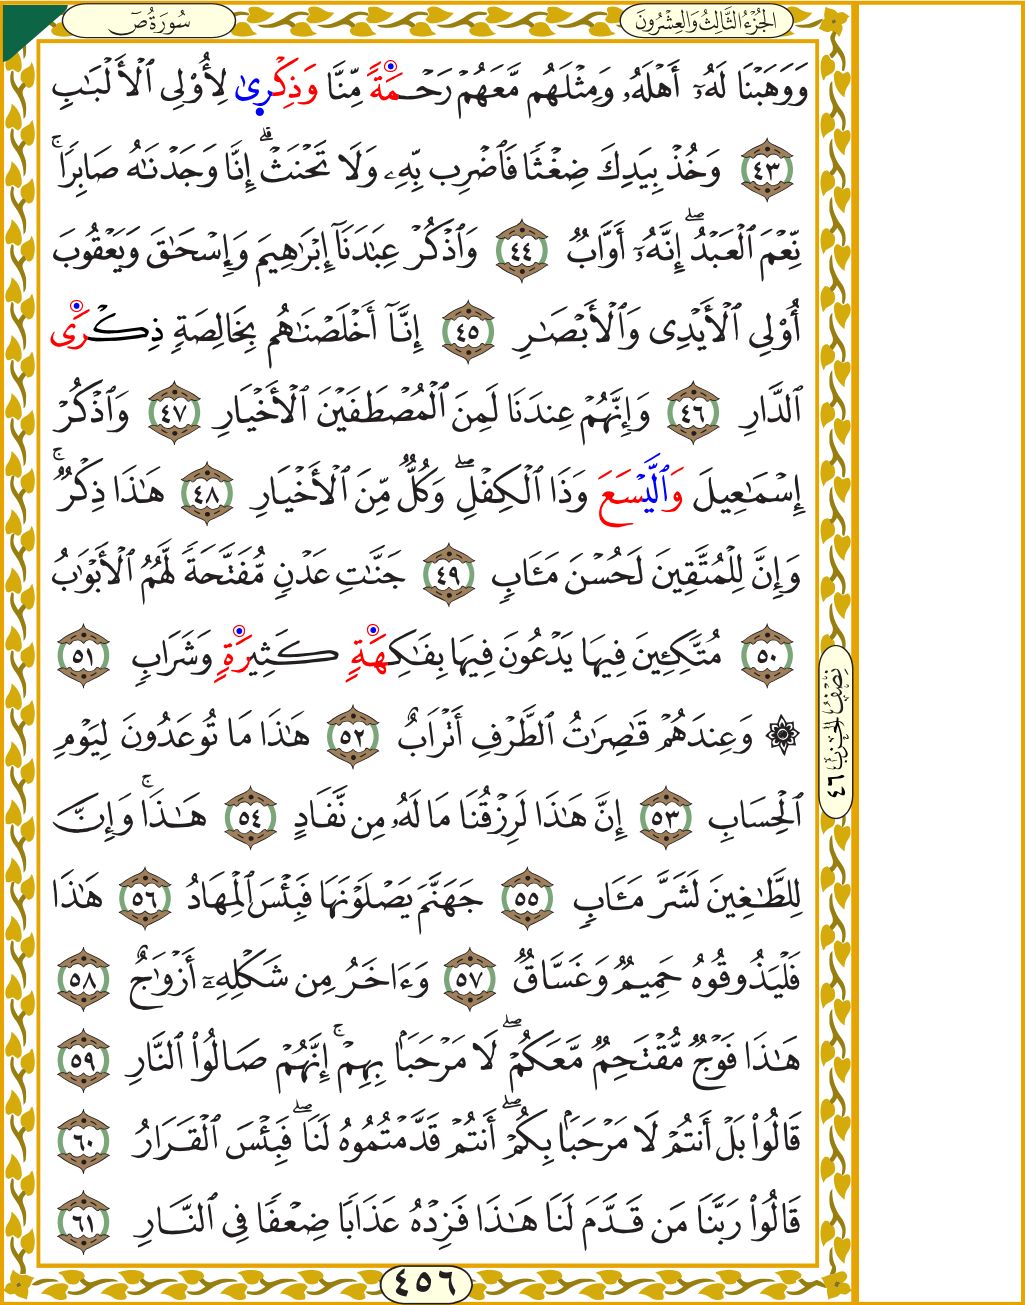 الجُزْءُ الثَّالِثُ وَالعِشْرُونَ
سُورَةُ صٓ
وَوَهَبْنَا لَهُۥٓ أَهْلَهُۥ وَمِثْلَهُم مَّعَهُمْ رَحْمَةً مِّنَّا وَذِكْرِىٰ لِأُو۟لِى ٱلْأَلْبَٰبِ
٤٣ وَخُذْ بِيَدِكَ ضِغْثًا فَٱضْرِب بِّهِۦ وَلَا تَحْنَثْ ۗ إِنَّا وَجَدْنَٰهُ صَابِرًا ۚ
نِّعْمَ ٱلْعَبْدُ ۖ إِنَّهُۥٓ أَوَّابٌ ٤٤ وَٱذْكُرْ عِبَٰدَنَآ إِبْرَٰهِيمَ وَإِسْحَٰقَ وَيَعْقُوبَ
أُو۟لِى ٱلْأَيْدِى وَٱلْأَبْصَٰرِ ٤٥ إِنَّآ أَخْلَصْنَٰهُم بِخَالِصَةٍ ذِكْرَى
ٱلدَّارِ ٤٦ وَإِنَّهُمْ عِندَنَا لَمِنَ ٱلْمُصْطَفَيْنَ ٱلْأَخْيَارِ ٤٧ وَٱذْكُرْ
إِسْمَٰعِيلَ وَٱلَّيْسَعَ وَذَا ٱلْكِفْلِ ۖ وَكُلٌّ مِّنَ ٱلْأَخْيَارِ ٤٨ هَٰذَا ذِكْرٌ ۚ
وَإِنَّ لِلْمُتَّقِينَ لَحُسْنَ مَـَٔابٍ ٤٩ جَنَّٰتِ عَدْنٍ مُّفَتَّحَةً لَّهُمُ ٱلْأَبْوَٰبُ
٥٠ مُتَّكِـِٔينَ فِيهَا يَدْعُونَ فِيهَا بِفَٰكِهَةٍ كَثِيرَةٍ وَشَرَابٍ ٥١
۞ وَعِندَهُمْ قَٰصِرَٰتُ ٱلطَّرْفِ أَتْرَابٌ ٥٢ هَٰذَا مَا تُوعَدُونَ لِيَوْمِ
ٱلْحِسَابِ ٥٣ إِنَّ هَٰذَا لَرِزْقُنَا مَا لَهُۥ مِن نَّفَادٍ ٥٤ هَٰذَا ۚ وَإِنَّ
لِلطَّٰغِينَ لَشَرَّ مَـَٔابٍ ٥٥ جَهَنَّمَ يَصْلَوْنَهَا فَبِئْسَ ٱلْمِهَادُ ٥٦ هَٰذَا
فَلْيَذُوقُوهُ حَمِيمٌ وَغَسَّاقٌ ٥٧ وَءَاخَرُ مِن شَكْلِهِۦٓ أَزْوَٰجٌ ٥٨
هَٰذَا فَوْجٌ مُّقْتَحِمٌ مَّعَكُمْ ۖ لَا مَرْحَبًۢا بِهِمْ ۚ إِنَّهُمْ صَالُوا۟ ٱلنَّارِ ٥٩
قَالُوا۟ بَلْ أَنتُمْ لَا مَرْحَبًۢا بِكُمْ ۖ أَنتُمْ قَدَّمْتُمُوهُ لَنَا ۖ فَبِئْسَ ٱلْقَرَارُ ٦٠
قَالُوا۟ رَبَّنَا مَن قَدَّمَ لَنَا هَٰذَا فَزِدْهُ عَذَابًا ضِعْفًا فِى ٱلنَّارِ ٦١
نِصْفُ الحِزْبِ ٤٦
٤٥٦